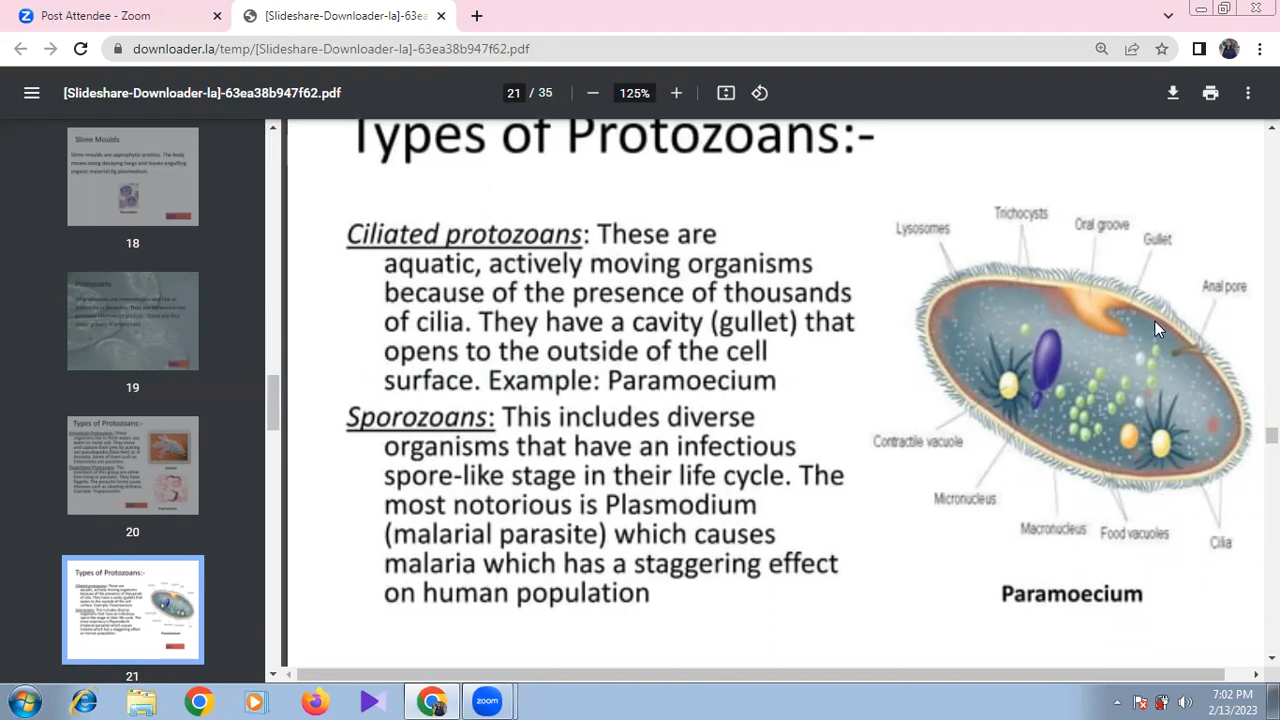 Post Attendee - Zoom
[Slideshare-Downloader-la]-63ea
downloader.la/temp/[Slideshare-Downloader-la]-63ea38b947f62.pdf
[Slideshare-Downloader-la]-63ea38b947f62.pdf
21 / 35
125%
Slime Moulds
18
Protozoans
19
Types of Protozoans:-
20
Types of Protozoans:-
21
Types of Protozoans:-
Ciliated protozoans: These are
aquatic, actively moving organisms
because of the presence of thousands
of cilia. They have a cavity (gullet) that
opens to the outside of the cell
surface. Example: Paramoecium
Sporozoans: This includes diverse
organisms that have an infectious
spore-like stage in their life cycle. The
most notorious is Plasmodium
(malarial parasite) which causes
malaria which has a staggering effect
on human population
Lysosomes
Trichocysts
Oral groove
Gullet
Anal pore
Contractile vacuole
Micronucleus
Macronucleus
Food vacuoles
Cilia
Paramoecium
zoom
7:02 PM
2/13/2023